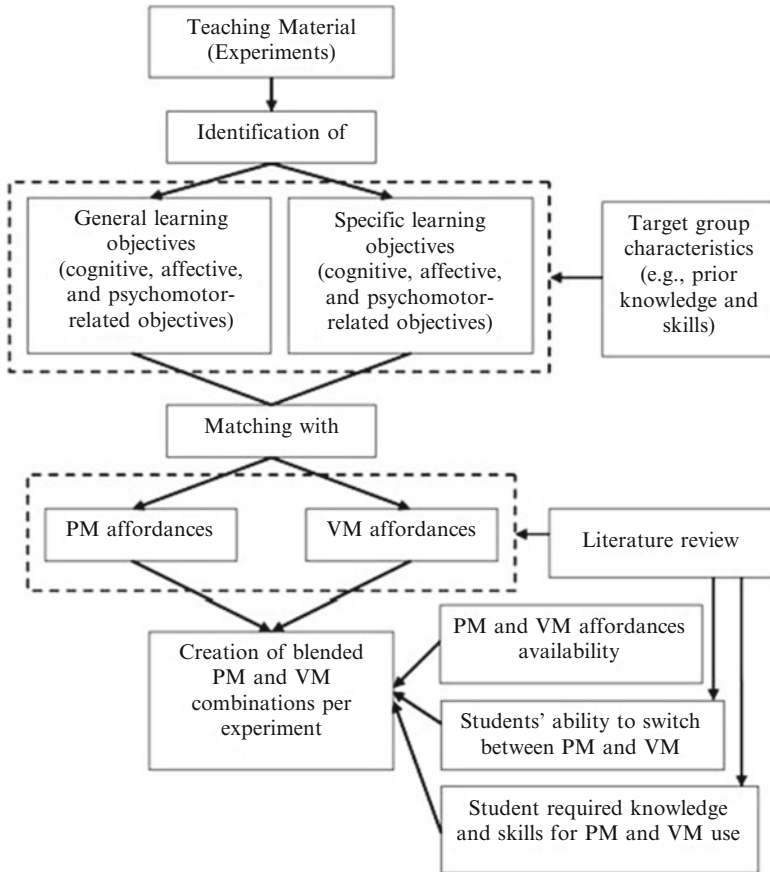 Teaching Material
(Experiments)
Identification of
General learning
objectives
(cognitive, affective,
and psychomotor-
related objectives)
Specific learning
objectives
(cognitive, affective,
and psychomotor-
related objectives)
Target group
characteristics
(e.g., prior
knowledge and
skills)
Matching with
PM affordances
VM affordances
Literature review
Creation of blended
PM and VM
combinations per
experiment
PM and VM affordances
availability
Students' ability to switch
between PM and VM
Student required knowledge
and skills for PM and VM use